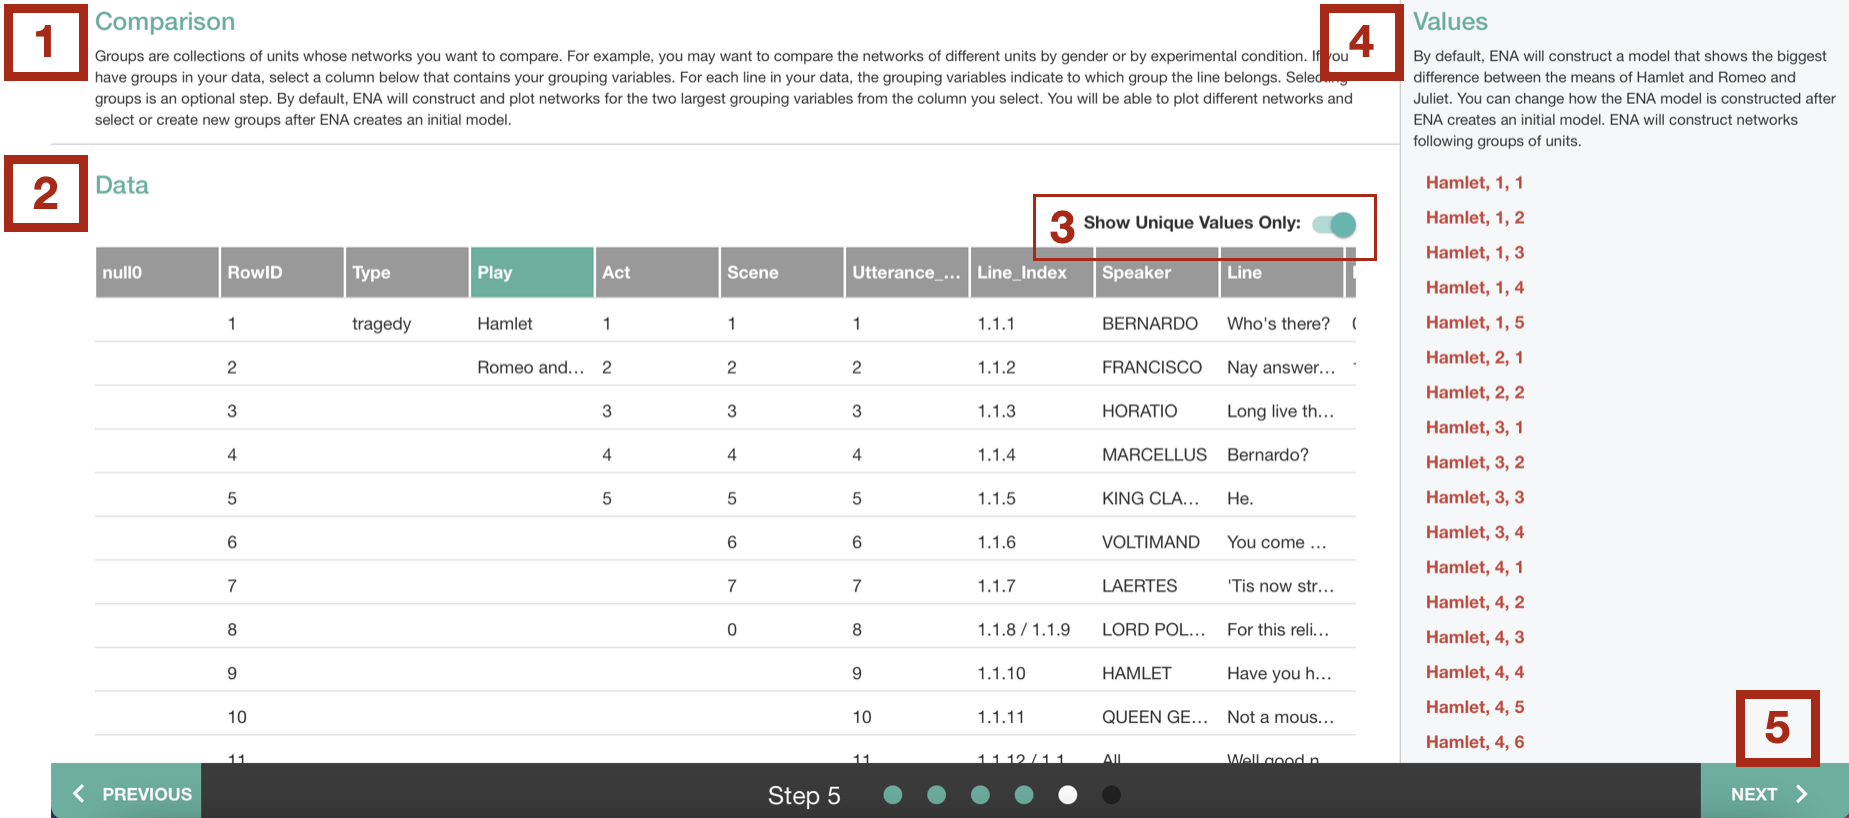 1
Comparison
Groups are collections of units whose networks you want to compare. For example, you may want to compare the networks of different units by gender or by experimental condition. If you
have groups in your data, select a column below that contains your grouping variables. For each line in your data, the grouping variables indicate to which group the line belongs. Selecting
groups is an optional step. By default, ENA will construct and plot networks for the two largest grouping variables from the column you select. You will be able to plot different networks and
select or create new groups after ENA creates an initial model.
2
Data
3 Show Unique Values Only:
null0 RowID Type Play Act Scene Utterance_... Line_Index Speaker Line
1 tragedy Hamlet 1 1 1 1.1.1 BERNARDO Who's there?
2 Romeo and... 2 2 2 1.1.2 FRANCISCO Nay answer...
3 3 3 3 1.1.3 HORATIO Long live th...
4 4 4 4 1.1.4 MARCELLUS Bernardo?
5 5 5 5 1.1.5 KING CLA... He.
6 6 6 1.1.6 VOLTIMAND You come ...
7 7 7 1.1.7 LAERTES 'Tis now str...
8 0 8 1.1.8 / 1.1.9 LORD POL... For this reli...
9 9 1.1.10 HAMLET Have you h...
10 10 1.1.11 QUEEN GE... Not a mous...
11 11 1.1.12 / 1.1 All Well good n
4
Values
By default, ENA will construct a model that shows the biggest
difference between the means of Hamlet and Romeo and
Juliet. You can change how the ENA model is constructed after
ENA creates an initial model. ENA will construct networks
following groups of units.
Hamlet, 1, 1
Hamlet, 1, 2
Hamlet, 1, 3
Hamlet, 1, 4
Hamlet, 1, 5
Hamlet, 2, 1
Hamlet, 2, 2
Hamlet, 3, 1
Hamlet, 3, 2
Hamlet, 3, 3
Hamlet, 3, 4
Hamlet, 4, 1
Hamlet, 4, 2
Hamlet, 4, 3
Hamlet, 4, 4
Hamlet, 4, 5
Hamlet, 4, 6
5
PREVIOUS
Step 5
NEXT